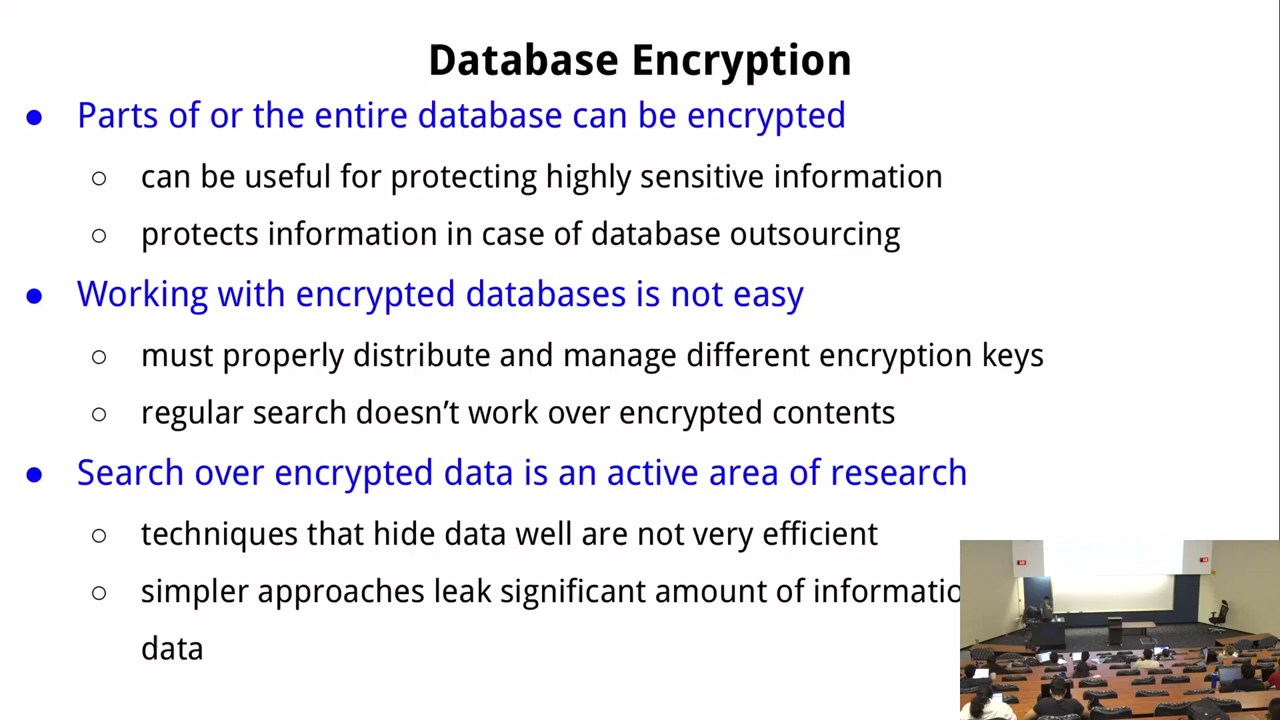 Database Encryption
● Parts of or the entire database can be encrypted
○ can be useful for protecting highly sensitive information
○ protects information in case of database outsourcing
● Working with encrypted databases is not easy
○ must properly distribute and manage different encryption keys
○ regular search doesn’t work over encrypted contents
● Search over encrypted data is an active area of research
○ techniques that hide data well are not very efficient
○ simpler approaches leak significant amount of
data